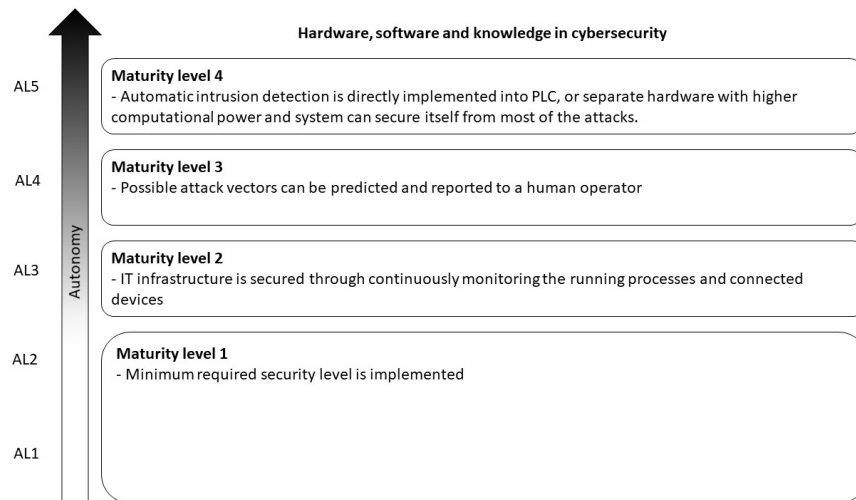 Hardware, software and knowledge in cybersecurity
AL5
Maturity level 4
- Automatic intrusion detection is directly implemented into PLC, or separate hardware with higher
computational power and system can secure itself from most of the attacks.
AL4
Maturity level 3
- Possible attack vectors can be predicted and reported to a human operator
Autonomy
AL3
Maturity level 2
- IT infrastructure is secured through continuously monitoring the running processes and connected
devices
AL2
Maturity level 1
- Minimum required security level is implemented
AL1